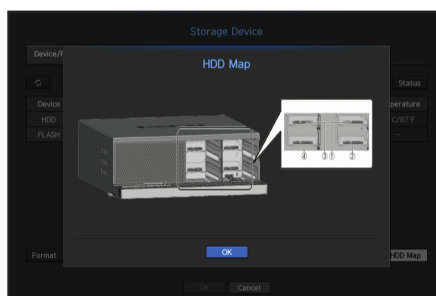 Storage Device
Device/F
HDD Map
Status
Device
perature
HDD
C/87°F
FLASH
-
④ ③ ① ②
OK
Format
HDD Map
OK
Cancel